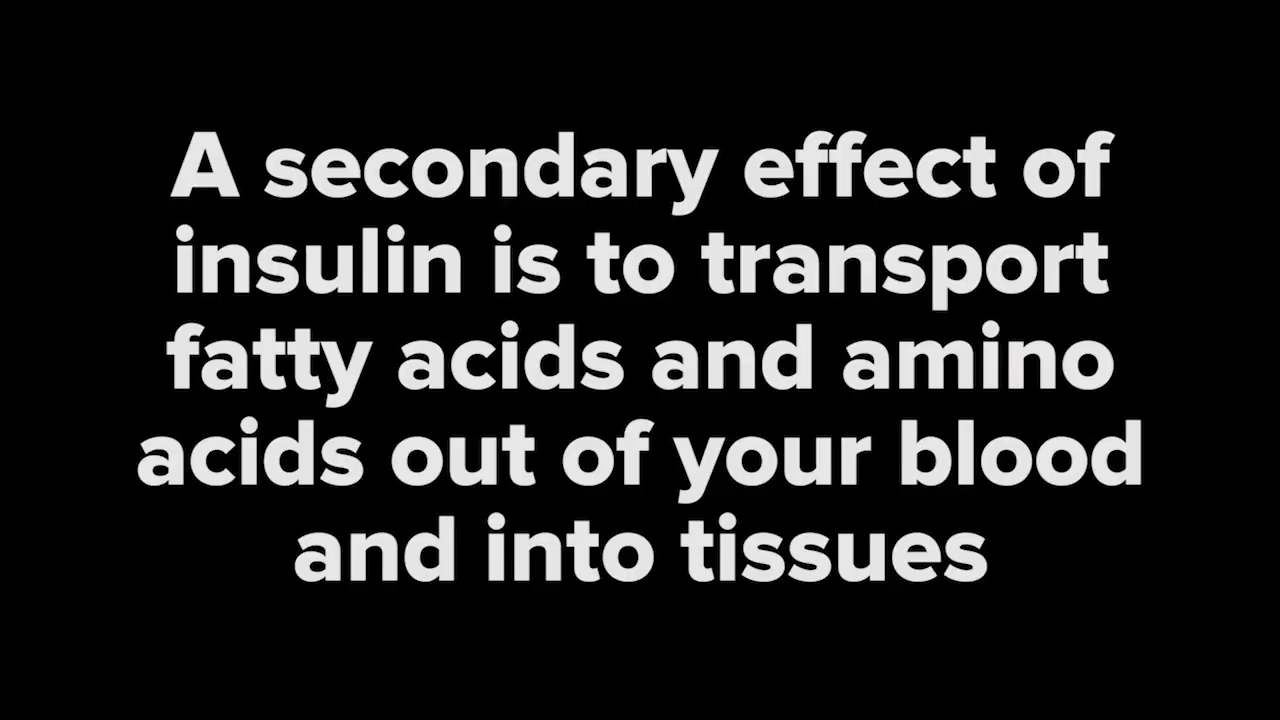 A secondary effect of
insulin is to transport
fatty acids and amino
acids out of your blood
and into tissues